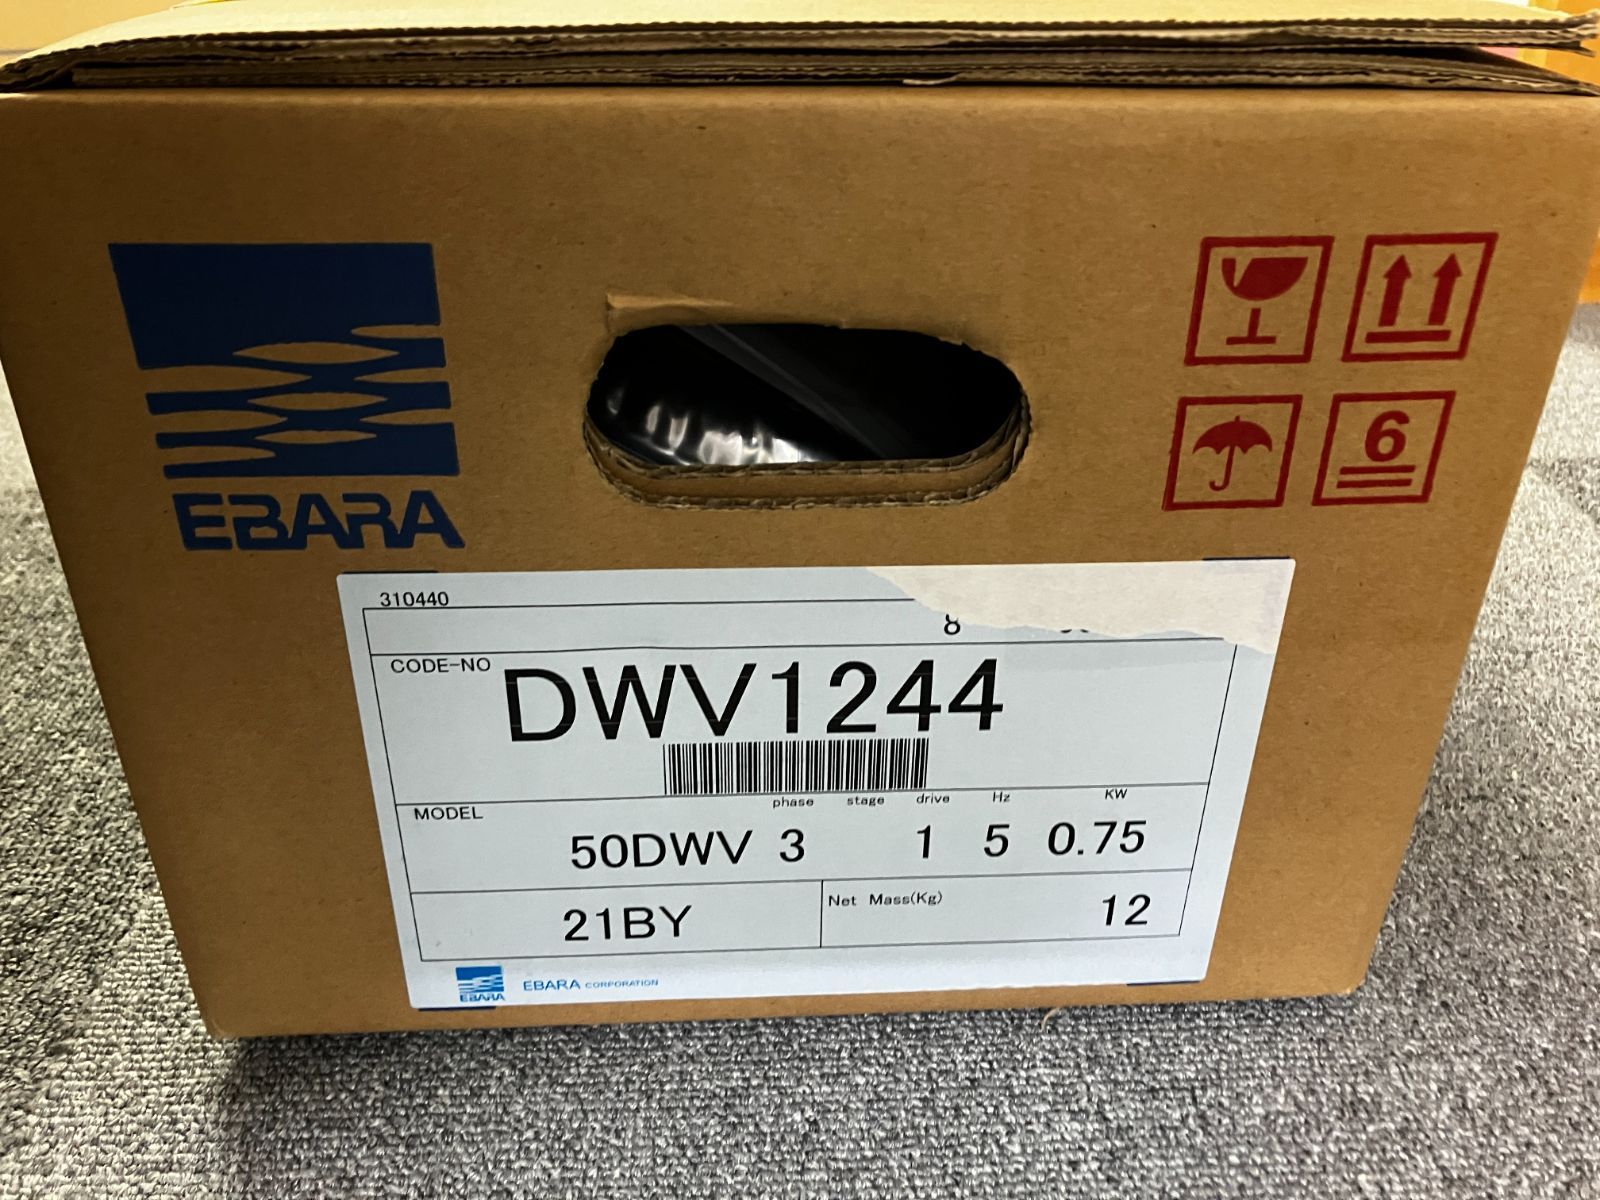 EBARA
6
310440
8
CODE-NO DWV1244
phase stage drive Hz KW
MODEL 50DWV 3 1 5 0.75
21BY Net Mass(Kg) 12
EBARA EBARA CORPORATION